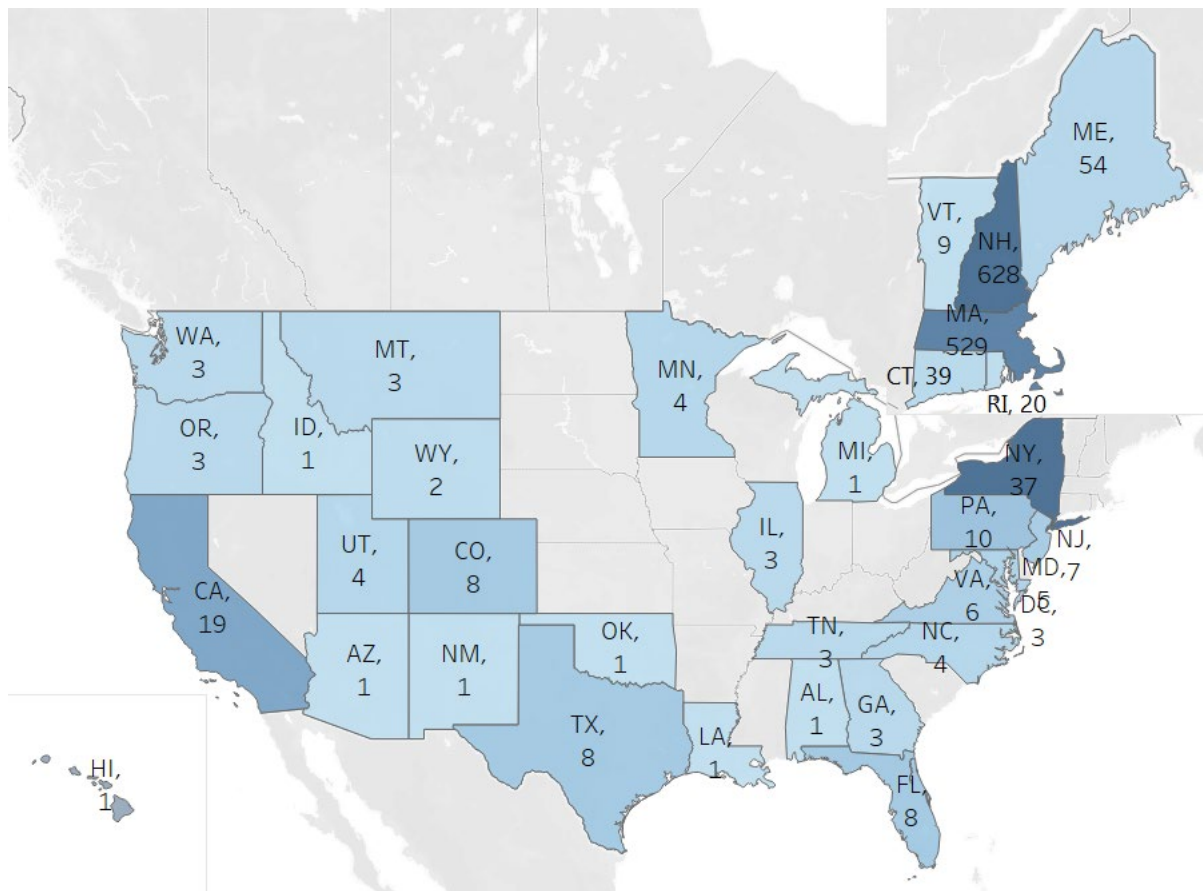 ME,
54
VT,
9
NH,
628
MA,
529
CT, 39
RI, 20
WA,
3
MT,
3
MN,
4
OR,
3
ID,
1
WY,
2
MI,
1
NY,
37
PA,
10
IL,
3
UT,
4
CO,
8
NJ,
7
MD,
5
VA,
6
DC,
3
CA,
19
TN,
3
NC,
4
OK,
1
AZ,
1
NM,
1
AL,
1
GA,
3
TX,
8
LA,
1
FL,
8
HI,
1